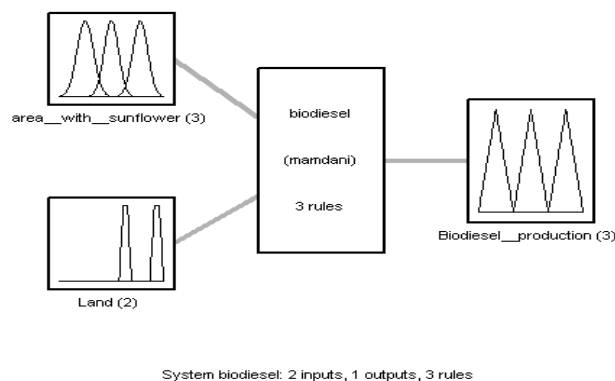 area__with__sunflower (3)
biodiesel
(mamdani)
3 rules
Biodiesel__production (3)
Land (2)
System biodiesel: 2 inputs, 1 outputs, 3 rules